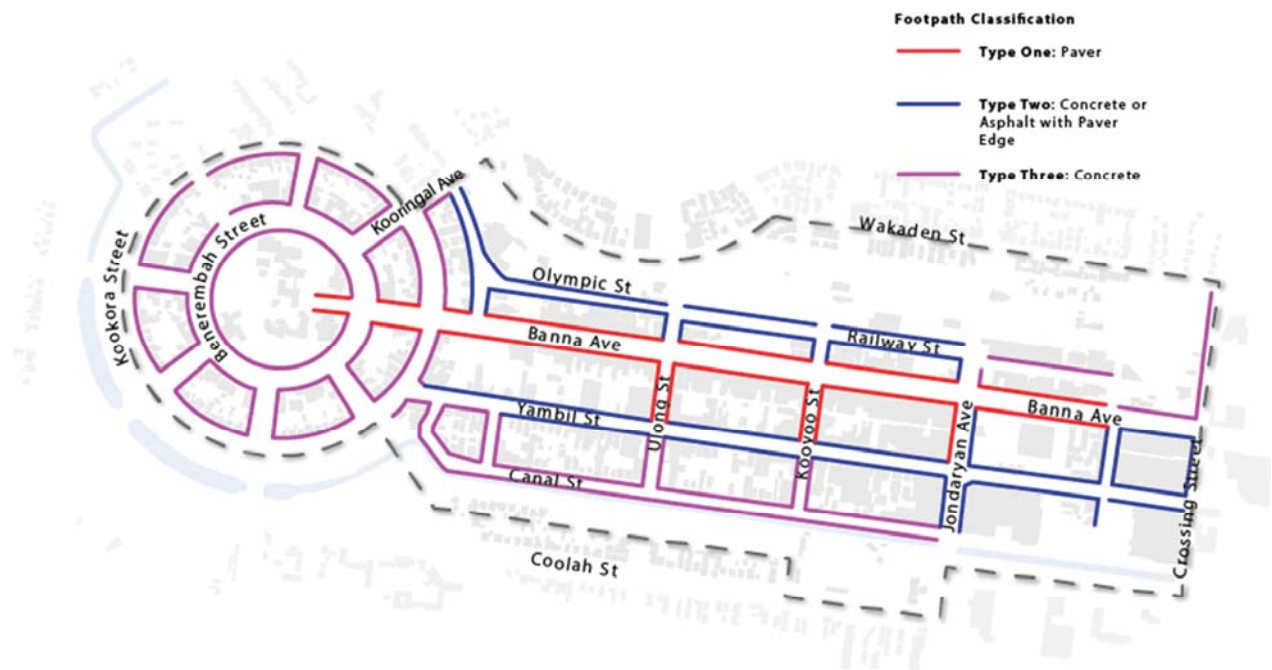 Footpath Classification
Type One: Paver
Type Two: Concrete or
Asphalt with Paver
Edge
Type Three: Concrete
Kooringal Ave
Wakaden St
Kookora Street
Benerembah Street
Olympic St
Banna Ave
Railway St
Banna Ave
Yambil St
Ulong St
Kooyoo St
Jondaryan Ave
Canal St
Crossing Street
Coolah St